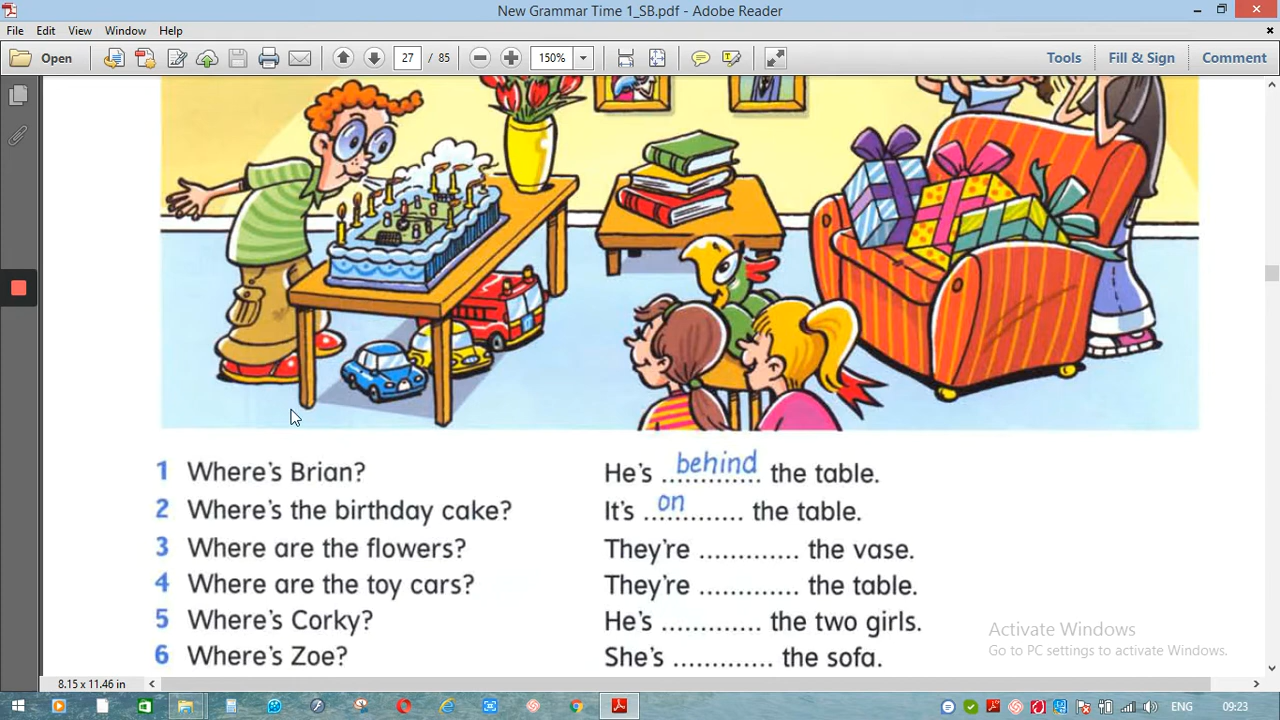 New Grammar Time 1_SB.pdf - Adobe Reader
File Edit View Window Help
Open 27 / 85 150% Tools Fill & Sign Comment
1 Where's Brian? He's behind the table.
2 Where's the birthday cake? It's on the table.
3 Where are the flowers? They're ............. the vase.
4 Where are the toy cars? They're ............. the table.
5 Where's Corky? He's ............. the two girls.
6 Where's Zoe? She's ............. the sofa.
Activate Windows
Go to PC settings to activate Windows.
8.15 x 11.46 in
ENG 09:23